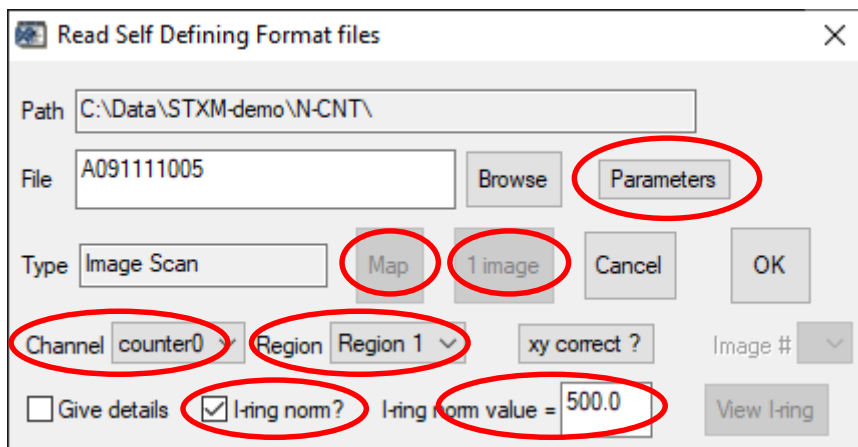 Read Self Defining Format files
Path C:\Data\STXM-demo\N-CNT\
File A091111005 Browse Parameters
Type Image Scan Map 1 image Cancel OK
Channel counter0 Region Region 1 xy correct ? Image #
Give details I-ring norm? I-ring norm value = 500.0 View I-ring